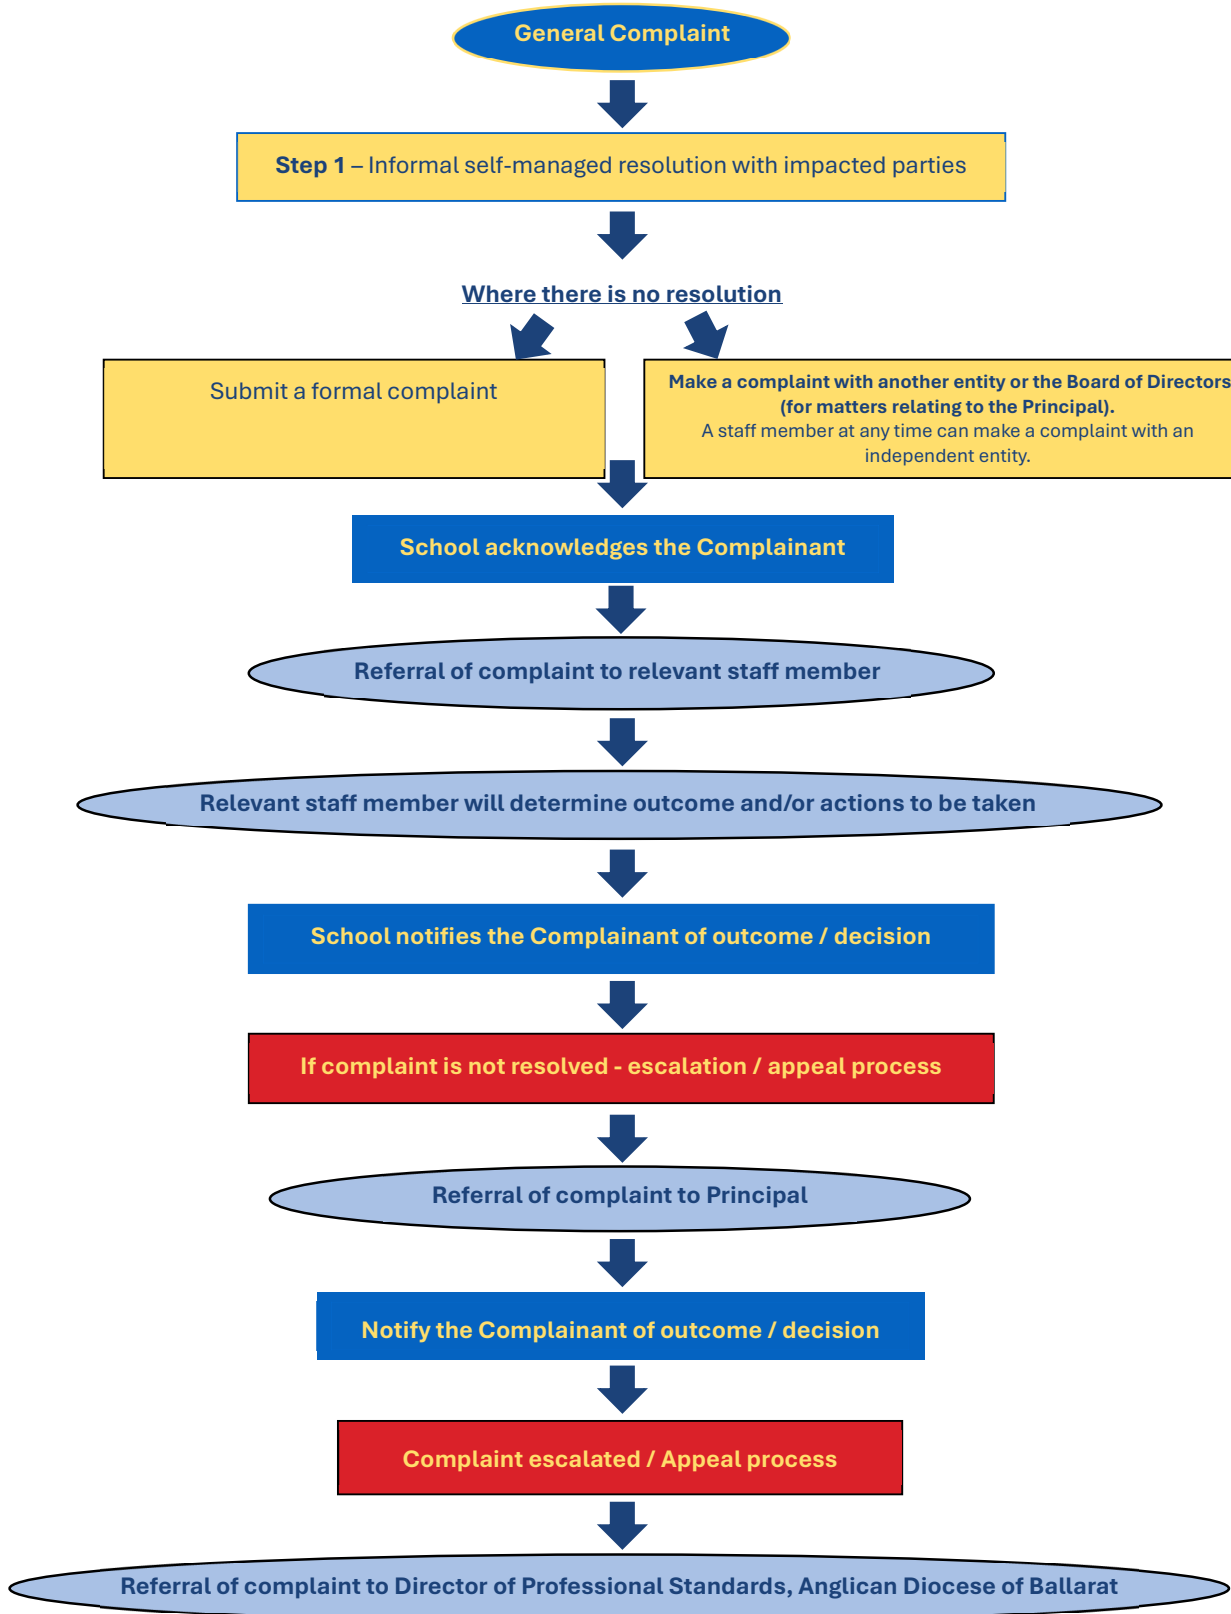 General Complaint
Step 1 – Informal self-managed resolution with impacted parties
Where there is no resolution
Submit a formal complaint
Make a complaint with another entity or the Board of Directors
(for matters relating to the Principal).
A staff member at any time can make a complaint with an
independent entity.
School acknowledges the Complainant
Referral of complaint to relevant staff member
Relevant staff member will determine outcome and/or actions to be taken
School notifies the Complainant of outcome / decision
If complaint is not resolved - escalation / appeal process
Referral of complaint to Principal
Notify the Complainant of outcome / decision
Complaint escalated / Appeal process
Referral of complaint to Director of Professional Standards, Anglican Diocese of Ballarat